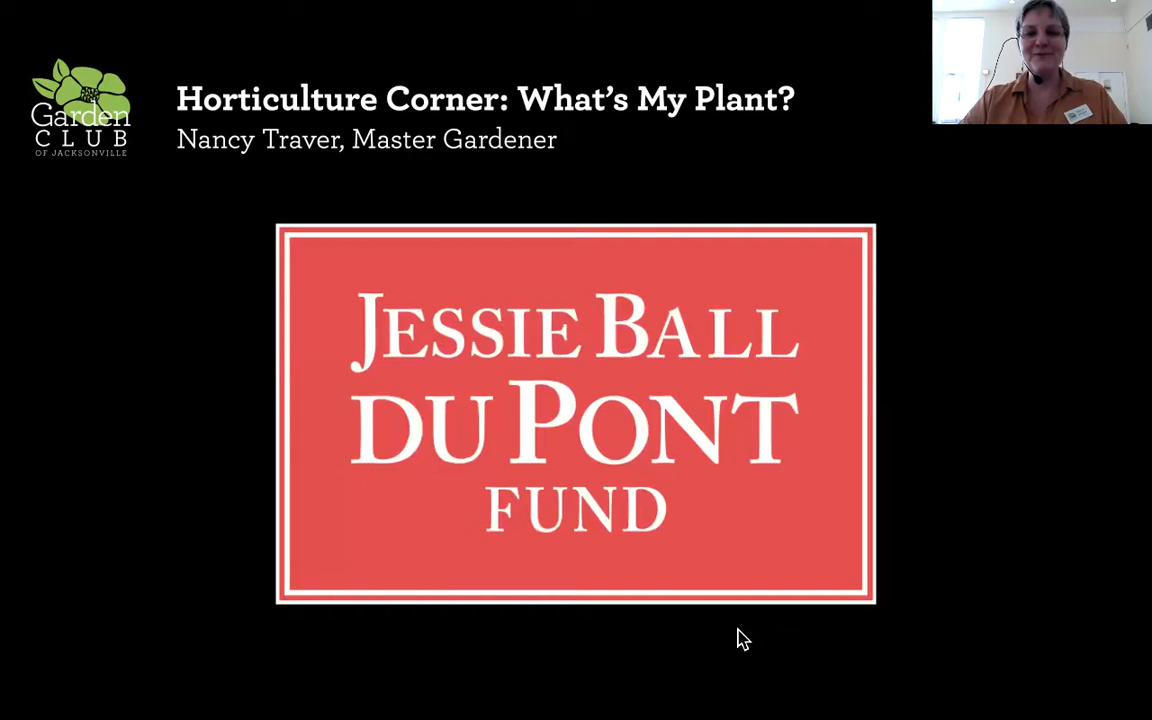 Garden
CLUB
OF JACKSONVILLE
Horticulture Corner: What's My Plant?
Nancy Traver, Master Gardener
JESSIE BALL
DU PONT
FUND